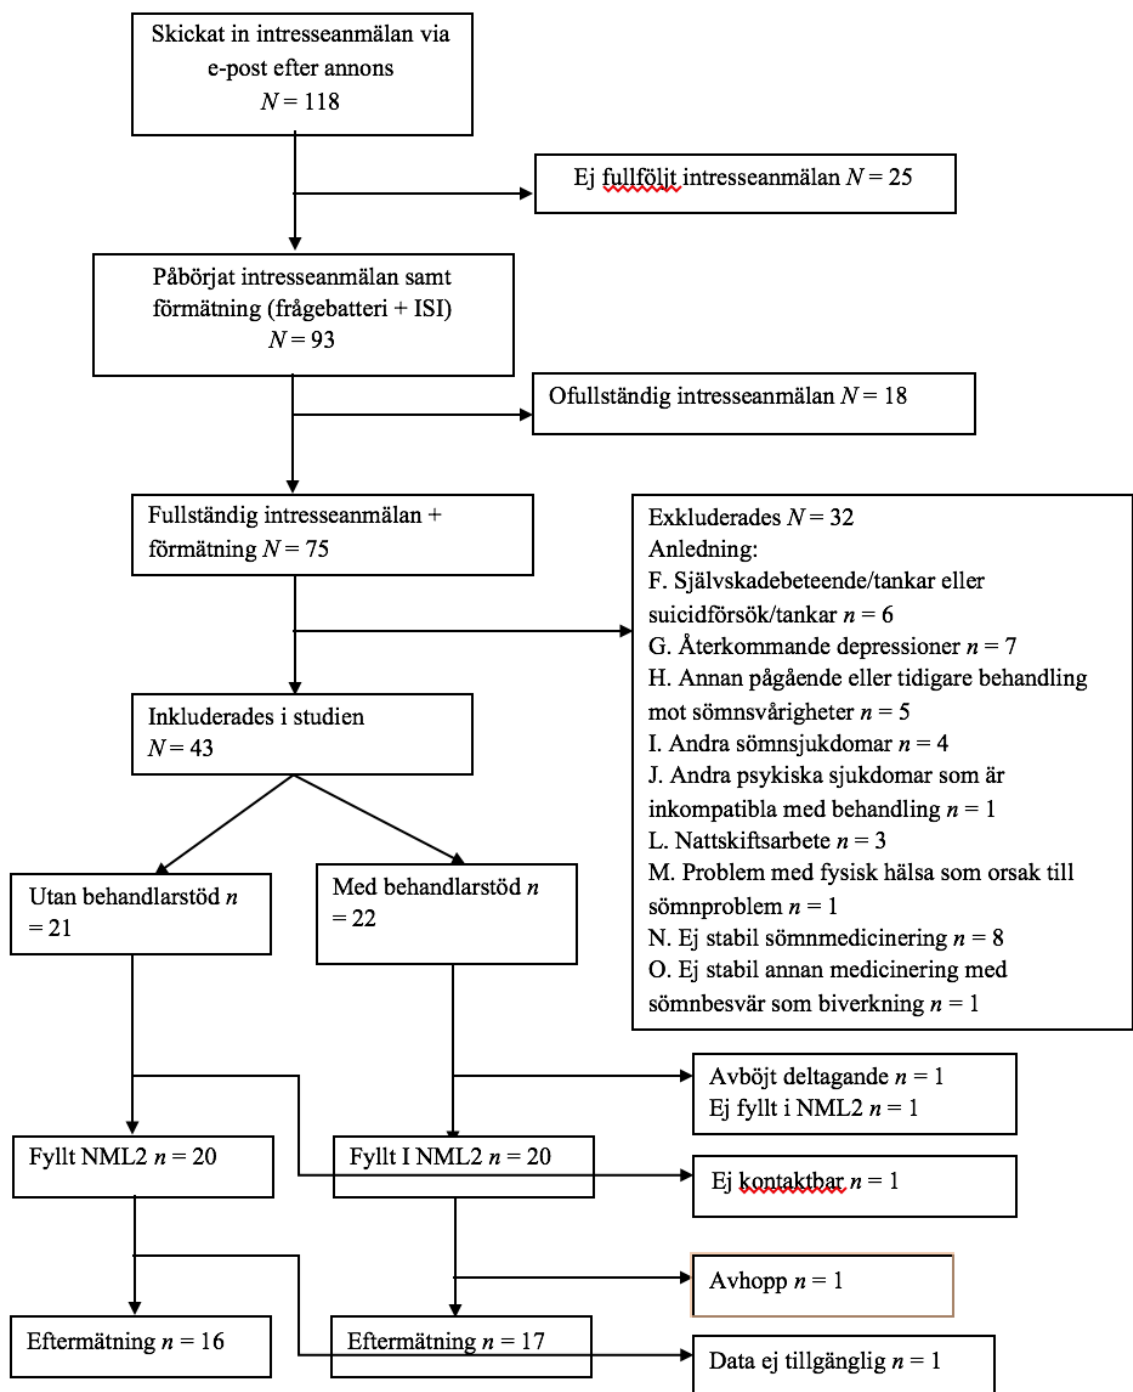 Skickat in intresseanmälan via
e-post efter annons
N = 118
Ej fullföljt intresseanmälan N = 25
Påbörjat intresseanmälan samt
förmätning (frågebatteri + ISI)
N = 93
Ofullständig intresseanmälan N = 18
Fullständig intresseanmälan +
förmätning N = 75
Exkluderades N = 32
Anledning:
F. Självskadebeteende/tankar eller
suicidförsök/tankar n = 6
G. Återkommande depressioner n = 7
H. Annan pågående eller tidigare behandling
mot sömnsvårigheter n = 5
I. Andra sömnsjukdomar n = 4
J. Andra psykiska sjukdomar som är
inkompatibla med behandling n = 1
L. Nattskiftsarbete n = 3
M. Problem med fysisk hälsa som orsak till
sömnproblem n = 1
N. Ej stabil sömnmedicinering n = 8
O. Ej stabil annan medicinering med
sömnbesvär som biverkning n = 1
Inkluderades i studien
N = 43
Utan behandlarstöd n
= 21
Med behandlarstöd n
= 22
Avböjt deltagande n = 1
Ej fyllt i NML2 n = 1
Fyllt NML2 n = 20
Fyllt I NML2 n = 20
Ej kontaktbar n = 1
Avhopp n = 1
Eftermätning n = 16
Eftermätning n = 17
Data ej tillgänglig n = 1